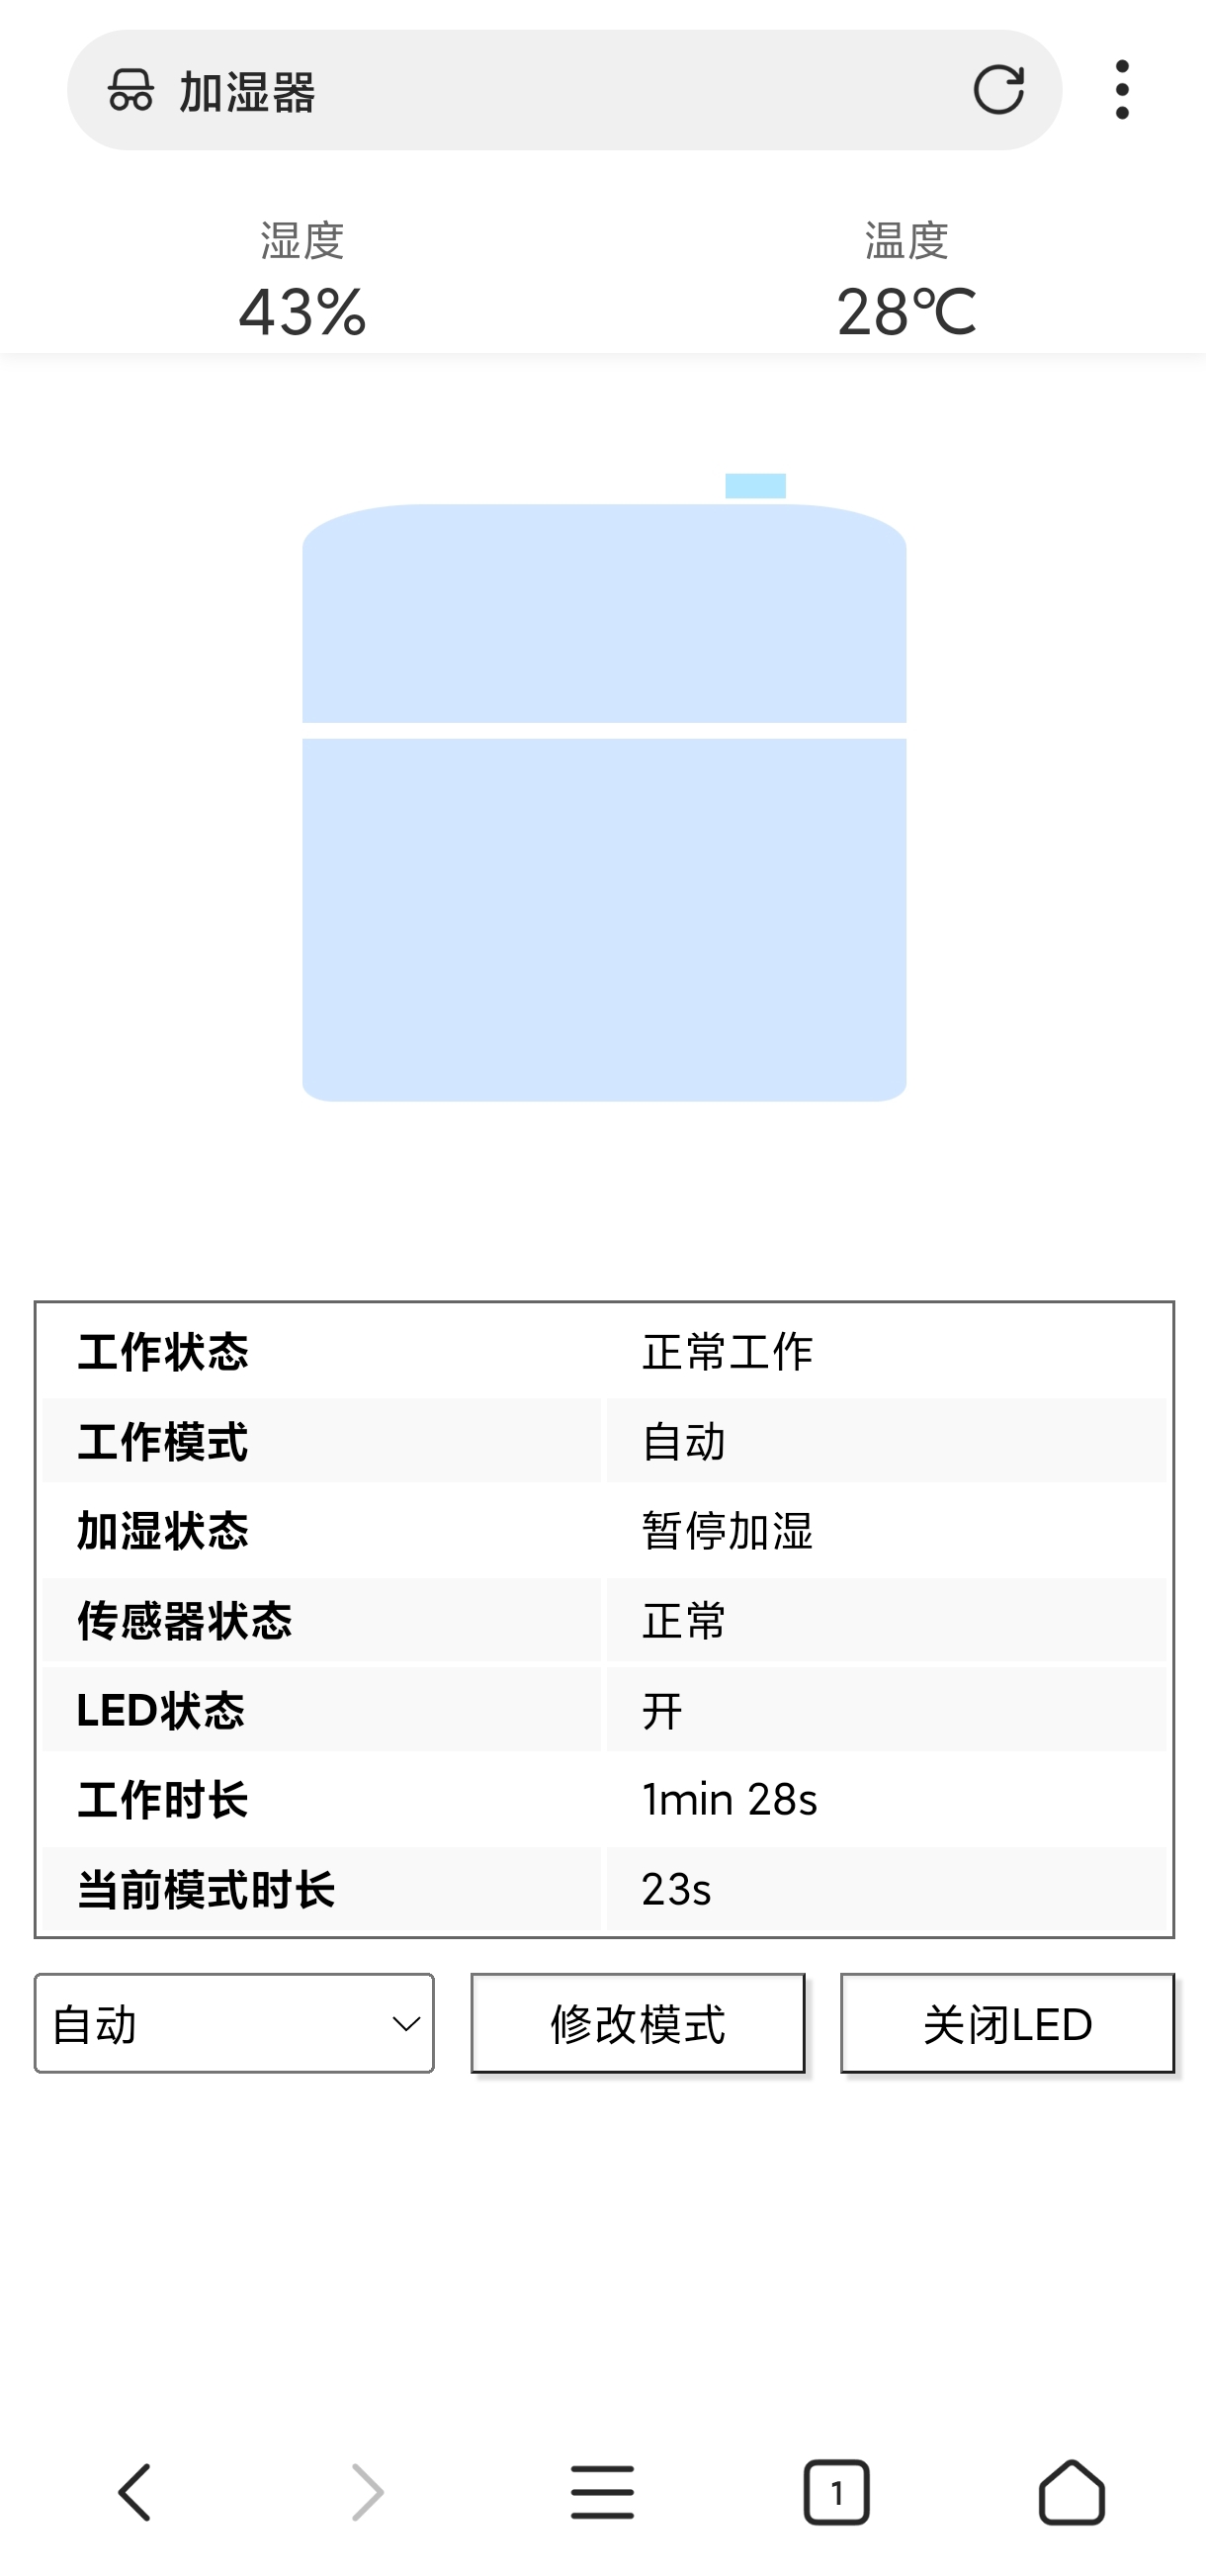 加湿器
湿度 温度
43% 28℃
工作状态 正常工作
工作模式 自动
加湿状态 暂停加湿
传感器状态 正常
LED状态 开
工作时长 1min 28s
当前模式时长 23s
自动 修改模式 关闭LED
1